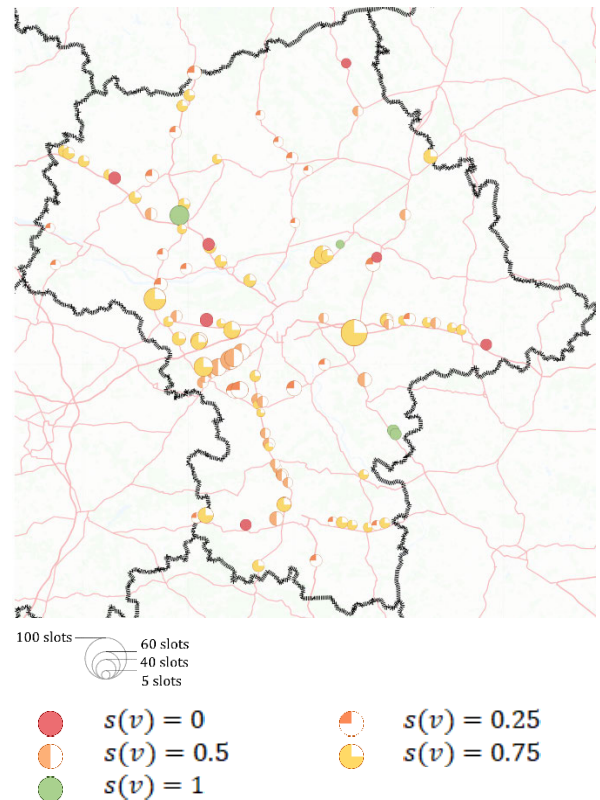 100 slots
60 slots
40 slots
5 slots
s(v) = 0
s(v) = 0.25
s(v) = 0.5
s(v) = 0.75
s(v) = 1